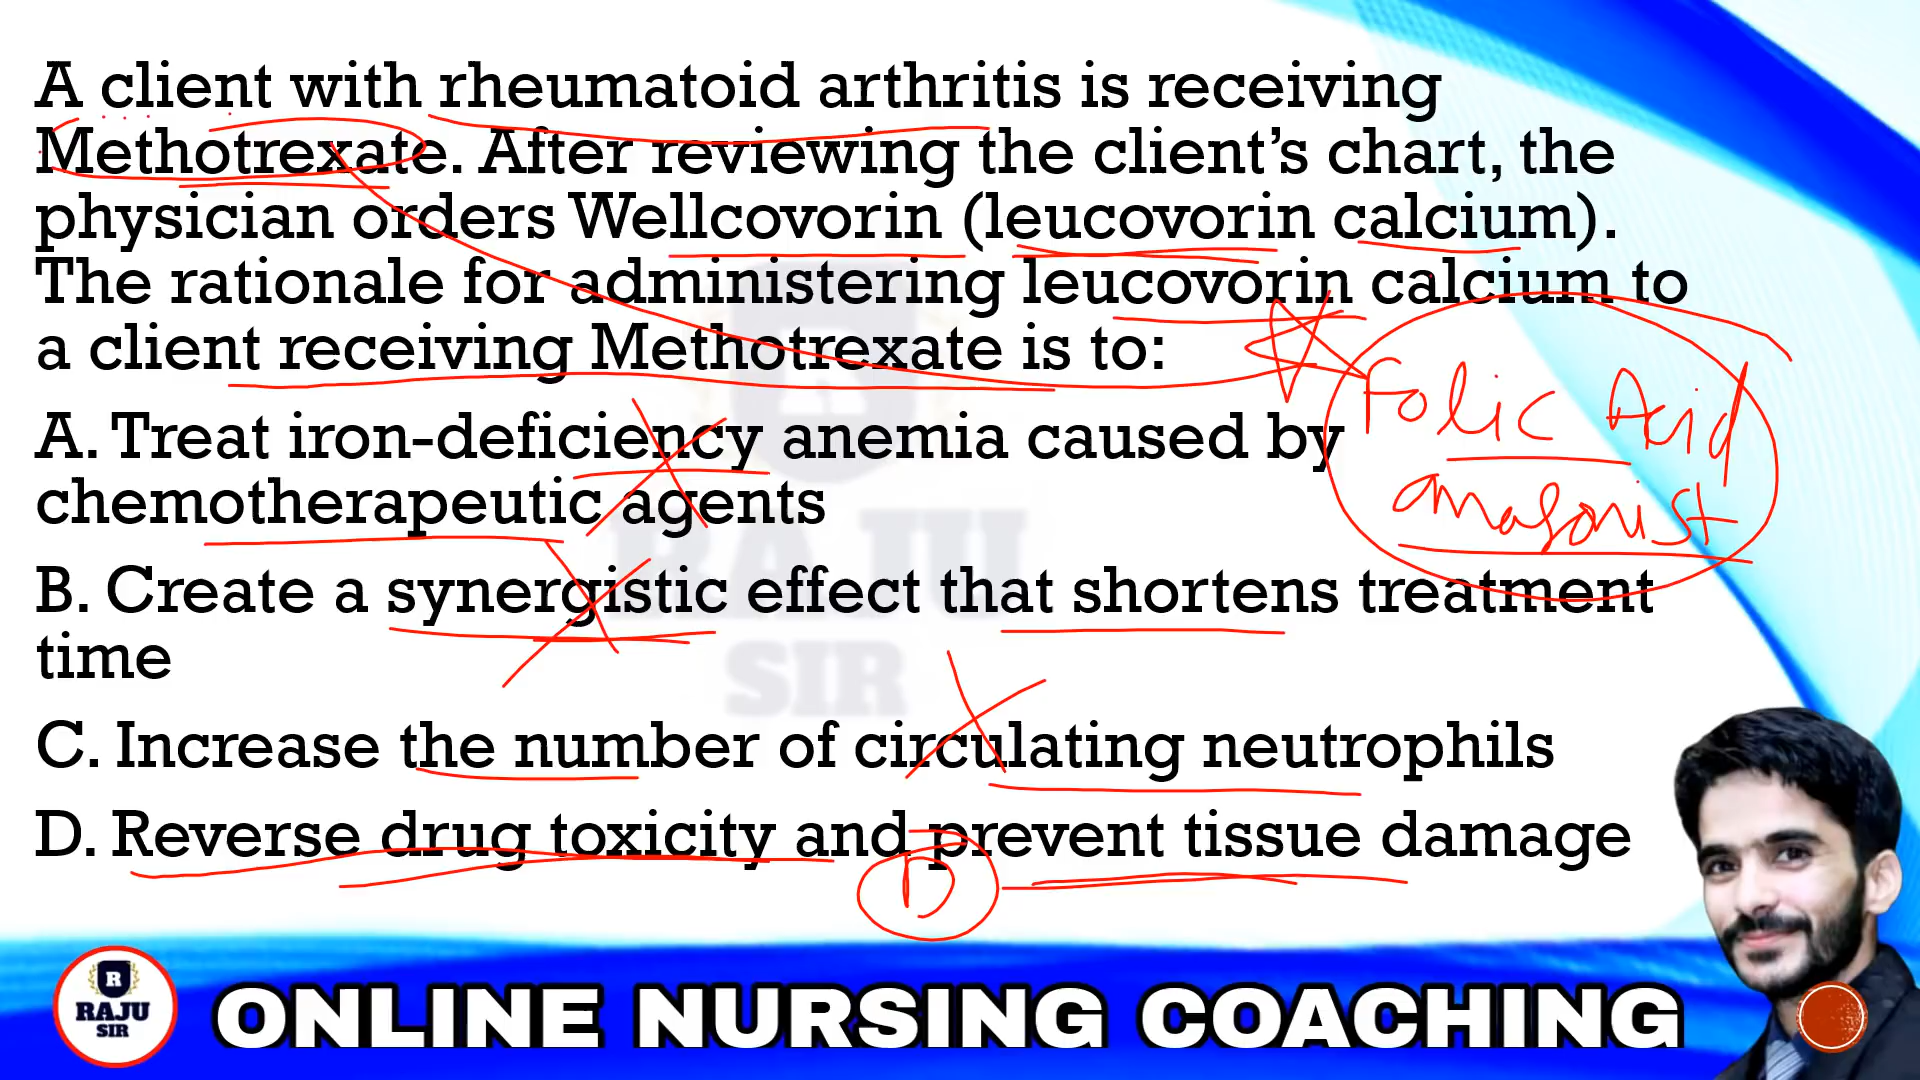 A client with rheumatoid arthritis is receiving
Methotrexate. After reviewing the client's chart, the
physician orders Wellcovorin (leucovorin calcium).
The rationale for administering leucovorin calcium to
a client receiving Methotrexate is to:
Folic Acid
A. Treat iron-deficiency anemia caused by
chemotherapeutic agents
B. Create a synergistic effect that shortens treatment
time
C. Increase the number of circulating neutrophils
D. Reverse drug toxicity and prevent tissue damage
D
R
RAJU
SIR
R
RAJU
SIR
ONLINE NURSING COACHING